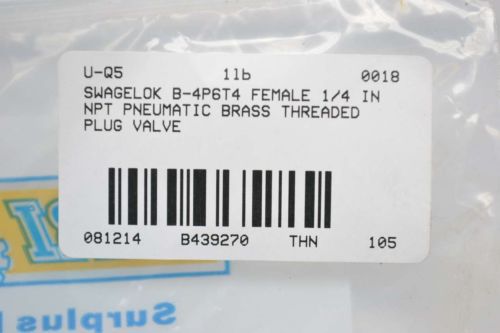 U-Q5 1lb 0018
SWAGELOK B-4P6T4 FEMALE 1/4 IN
NPT PNEUMATIC BRASS THREADED
PLUG VALVE
081214 B439270 THN 105
Surplus